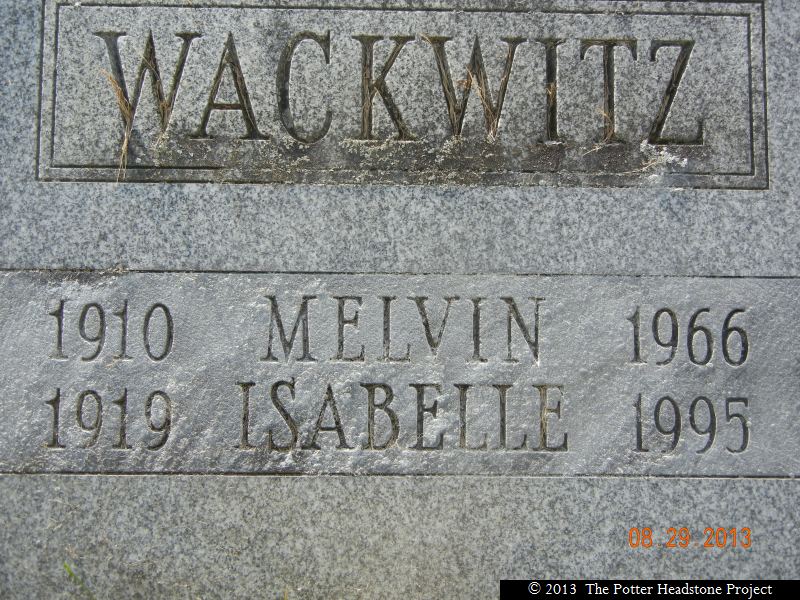 WACKWITZ
1910 MELVIN 1966
1919 ISABELLE 1995
08 29 2013
© 2013 The Potter Headstone Project